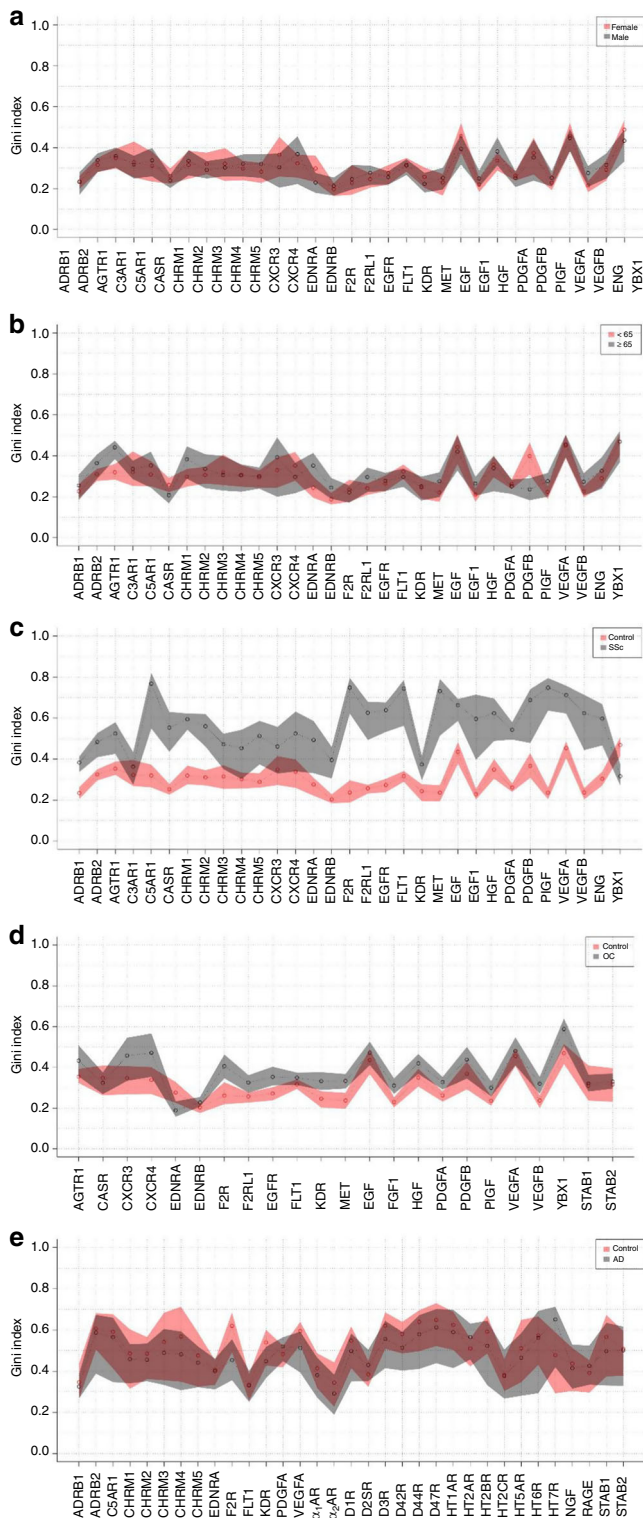 a
Female
Male
1.0
0.8
0.6
0.4
0.2
0.0
Gini index
ADRB1
ADRB2
AGTR1
C3AR1
C5AR1
CASR
CHRM1
CHRM2
CHRM3
CHRM4
CHRM5
CXCR3
CXCR4
EDNRA
EDNRB
F2R
F2RL1
EGFR
FLT1
KDR
MET
EGF
EGF1
HGF
PDGFA
PDGFB
PIGF
VEGFA
VEGFB
ENG
YBX1
b
< 65
≥ 65
1.0
0.8
0.6
0.4
0.2
0.0
Gini index
ADRB1
ADRB2
AGTR1
C3AR1
C5AR1
CASR
CHRM1
CHRM2
CHRM3
CHRM4
CHRM5
CXCR3
CXCR4
EDNRA
EDNRB
F2R
F2RL1
EGFR
FLT1
KDR
MET
EGF
EGF1
HGF
PDGFA
PDGFB
PIGF
VEGFA
VEGFB
ENG
YBX1
c
Control
SSc
1.0
0.8
0.6
0.4
0.2
0.0
Gini index
ADRB1
ADRB2
AGTR1
C3AR1
C5AR1
CASR
CHRM1
CHRM2
CHRM3
CHRM4
CHRM5
CXCR3
CXCR4
EDNRA
EDNRB
F2R
F2RL1
EGFR
FLT1
KDR
MET
EGF
EGF1
HGF
PDGFA
PDGFB
PIGF
VEGFA
VEGFB
ENG
YBX1
d
Control
OC
1.0
0.8
0.6
0.4
0.2
0.0
Gini index
AGTR1
CASR
CXCR3
CXCR4
EDNRA
EDNRB
F2R
F2RL1
EGFR
FLT1
KDR
MET
EGF
FGF1
HGF
PDGFA
PDGFB
PIGF
VEGFA
VEGFB
YBX1
STAB1
STAB2
e
Control
AD
1.0
0.8
0.6
0.4
0.2
0.0
Gini index
ADRB1
ADRB2
C5AR1
CHRM1
CHRM2
CHRM3
CHRM4
CHRM5
EDNRA
F2R
FLT1
KDR
PDGFA
VEGFA
α₁AR
α₂AR
D1R
D2SR
D3R
D42R
D44R
D47R
HT1AR
HT2AR
HT2BR
HT2CR
HT5AR
HT6R
HT7R
NGF
RAGE
STAB1
STAB2